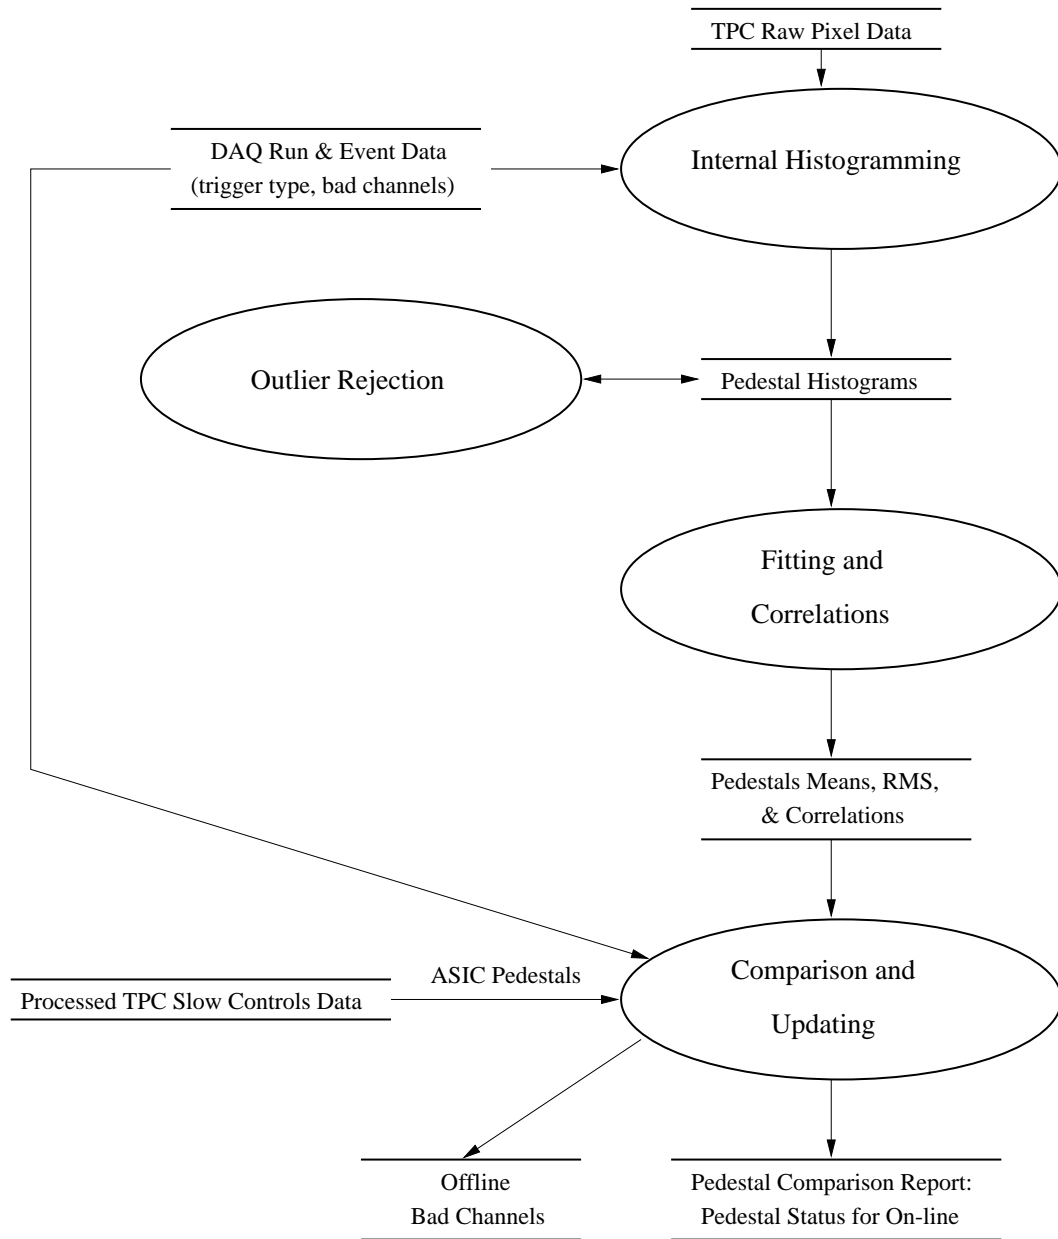 TPC Raw Pixel Data
DAQ Run & Event Data
(trigger type, bad channels)
Internal Histogramming
Outlier Rejection
Pedestal Histograms
Fitting and
Correlations
Pedestals Means, RMS,
& Correlations
ASIC Pedestals
Processed TPC Slow Controls Data
Comparison and
Updating
Offline
Bad Channels
Pedestal Comparison Report:
Pedestal Status for On-line